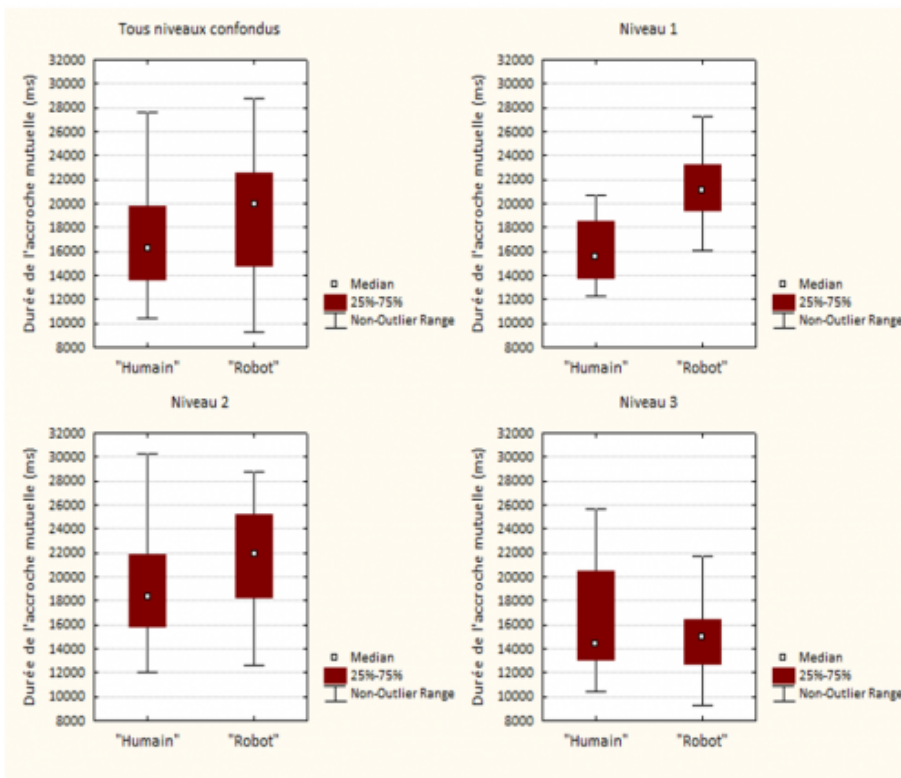 Tous niveaux confondus
Durée de l'accroche mutuelle (ms)
32000
30000
28000
26000
24000
22000
20000
18000
16000
14000
12000
10000
8000
"Humain" "Robot"
Median
25%-75%
Non-Outlier Range
Niveau 1
Durée de l'accroche mutuelle (ms)
32000
30000
28000
26000
24000
22000
20000
18000
16000
14000
12000
10000
8000
"Humain" "Robot"
Median
25%-75%
Non-Outlier Range
Niveau 2
Durée de l'accroche mutuelle (ms)
32000
30000
28000
26000
24000
22000
20000
18000
16000
14000
12000
10000
8000
"Humain" "Robot"
Median
25%-75%
Non-Outlier Range
Niveau 3
Durée de l'accroche mutuelle (ms)
32000
30000
28000
26000
24000
22000
20000
18000
16000
14000
12000
10000
8000
"Humain" "Robot"
Median
25%-75%
Non-Outlier Range